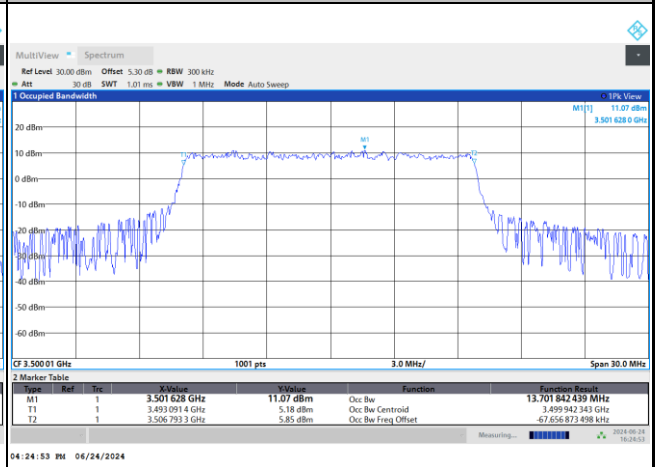 MultiView Spectrum
Ref Level 30.00 dBm Offset 5.30 dB RBW 300 kHz
Att 30 dB SWT 1.01 ms VBW 1 MHz Mode Auto Sweep
1 Occupied Bandwidth 1Pk View
M1[1] 11.07 dBm
3.501 628 0 GHz
20 dBm
M1
10 dBm
T1 T2
0 dBm
-10 dBm
-20 dBm
-30 dBm
-40 dBm
-50 dBm
-60 dBm
CF 3.500 01 GHz 1001 pts 3.0 MHz/ Span 30.0 MHz
2 Marker Table
Type Ref Trc X-Value Y-Value Function Function Result
M1 1 3.501 628 GHz 11.07 dBm Occ Bw 13.701 842 439 MHz
T1 1 3.493 091 4 GHz 5.18 dBm Occ Bw Centroid 3.499 942 343 GHz
T2 1 3.506 793 3 GHz 5.85 dBm Occ Bw Freq Offset -67.656 873 498 kHz
Measuring... 2024-06-24
16:24:53
04:24:53 PM 06/24/2024